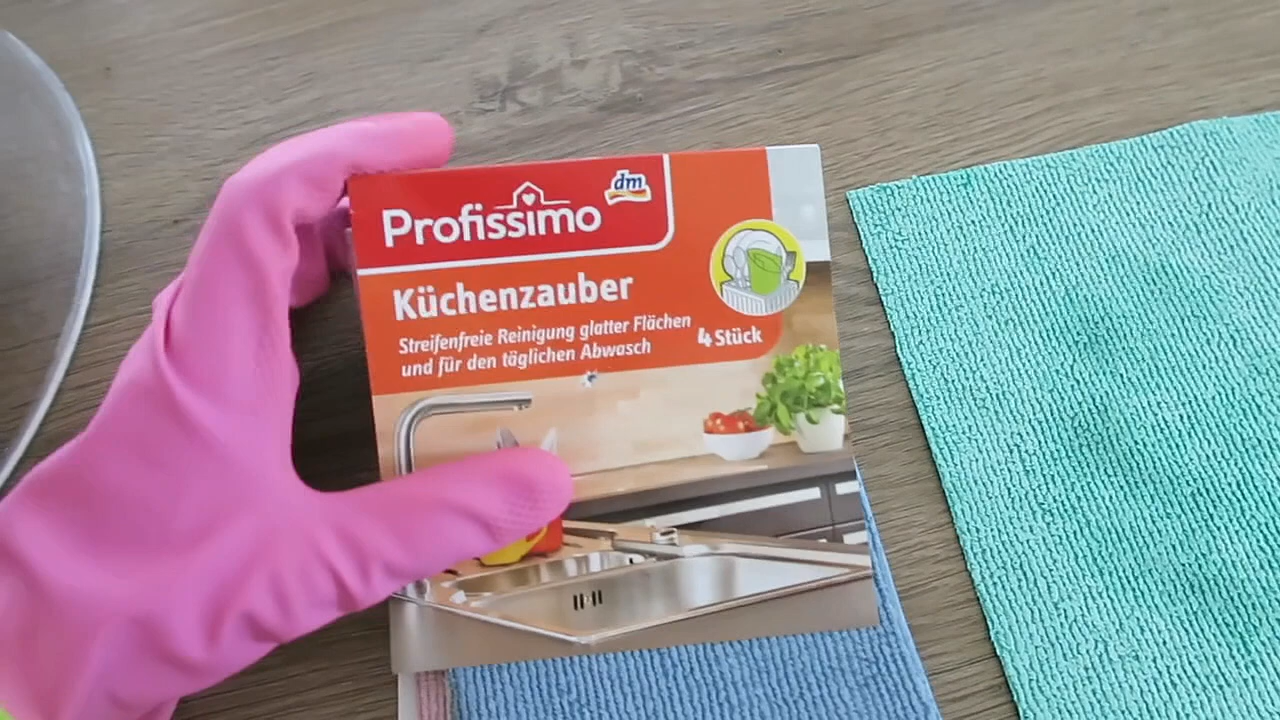 dm
Profissimo
Küchenzauber
Streifenfreie Reinigung glatter Flächen
und für den täglichen Abwasch
4 Stück